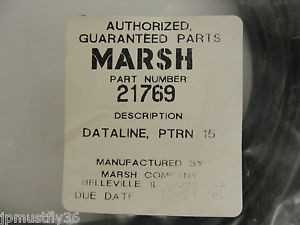 AUTHORIZED,
GUARANTEED PARTS
MARSH
PART NUMBER
21769
DESCRIPTION
DATALINE, PTRN 15
MANUFACTURED BY
MARSH COMPANY
BELLEVILLE IL
DUE DATE
jpmustfly36